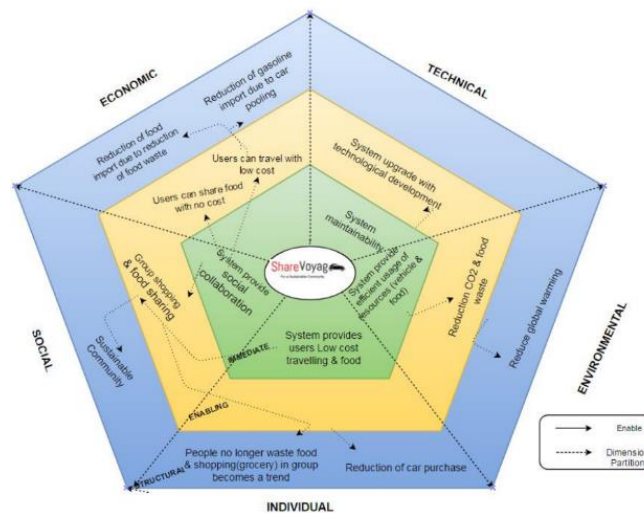 ECONOMIC
TECHNICAL
Reduction of gasoline
import due to car
pooling
Reduction of food
import due to reduction
of food waste
System upgrade with
technological development
Users can travel with
low cost
Users can share food
with no cost
System
maintainability
ShareVoyag
For a Sustainable Community
System provide
social
collaboration
System provide
efficient usage of
resources (vehicle &
food)
Group shopping
& food sharing
Reduction CO2 & food
waste
Reduce global warming
Sustainable
Community
SOCIAL
ENVIRONMENTAL
System provides
users Low cost
travelling & food
IMMEDIATE
ENABLING
STRUCTURAL
People no longer waste food
& shopping(grocery) in group
becomes a trend
Reduction of car purchase
INDIVIDUAL
Enable
Dimension
Partition